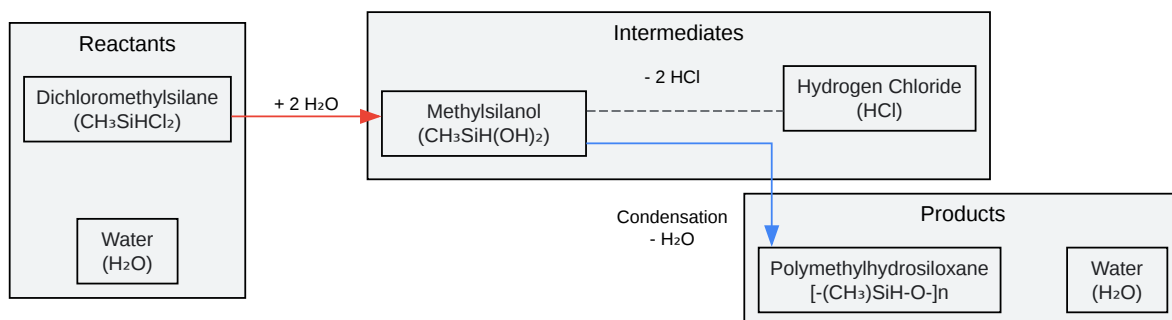 Reactants
Dichloromethylsilane
(CH₃SiHCl₂)
Water
(H₂O)
+ 2 H₂O
Intermediates
- 2 HCl
Methylsilanol
(CH₃SiH(OH)₂)
Hydrogen Chloride
(HCl)
Condensation
- H₂O
Products
Polymethylhydrosiloxane
[-(CH₃)SiH-O-]n
Water
(H₂O)